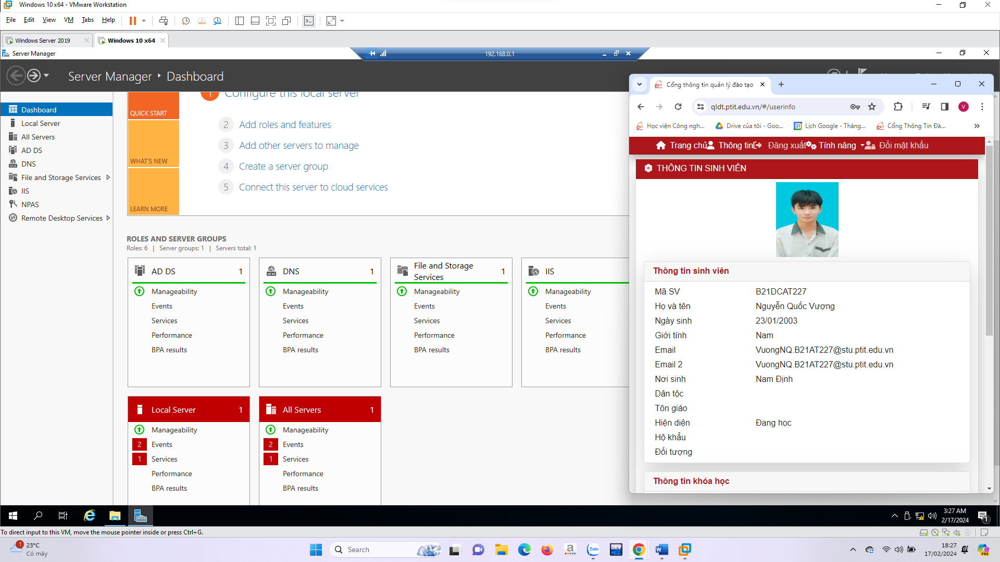 Windows 10 x64 - VMware Workstation
File Edit View VM Tabs Help
Windows Server 2019
Windows 10 x64
Server Manager
192.168.0.1
Server Manager Dashboard
Dashboard
Local Server
All Servers
AD DS
DNS
File and Storage Services
IIS
NPAS
Remote Desktop Services
QUICK START
WHAT'S NEW
LEARN MORE
1 Configure this local server
2 Add roles and features
3 Add other servers to manage
4 Create a server group
5 Connect this server to cloud services
ROLES AND SERVER GROUPS
Roles: 6 | Server groups: 1 | Servers total: 1
AD DS 1
Manageability
Events
Services
Performance
BPA results
DNS 1
Manageability
Events
Services
Performance
BPA results
File and Storage
Services 1
Manageability
Events
Services
Performance
BPA results
IIS
Manageability
Events
Services
Performance
BPA results
Local Server 1
Manageability
2 Events
1 Services
Performance
BPA results
All Servers 1
Manageability
2 Events
1 Services
Performance
BPA results
Cổng thông tin quản lý đào tạo
qldt.ptit.edu.vn/#/userinfo
V
Học viện Công ngh...
Drive của tôi - Goo...
31 Lịch Google - Tháng...
Cổng Thông Tin Đà...
Trang chủ Thông tin Đăng xuất Tính năng Đổi mật khẩu
THÔNG TIN SINH VIÊN
Thông tin sinh viên
Mã SV B21DCAT227
Họ và tên Nguyễn Quốc Vượng
Ngày sinh 23/01/2003
Giới tính Nam
Email VuongNQ.B21AT227@stu.ptit.edu.vn
Email 2 VuongNQ.B21AT227@stu.ptit.edu.vn
Nơi sinh Nam Định
Dân tộc
Tôn giáo
Hiện diện Đang học
Hộ khẩu
Đối tượng
Thông tin khóa học
3:27 AM
2/17/2024
1
To direct input to this VM, move the mouse pointer inside or press Ctrl+G.
1
23°C
Có mây
Search
a
Zalo
DEV
W
18:27
17/02/2024
PRE